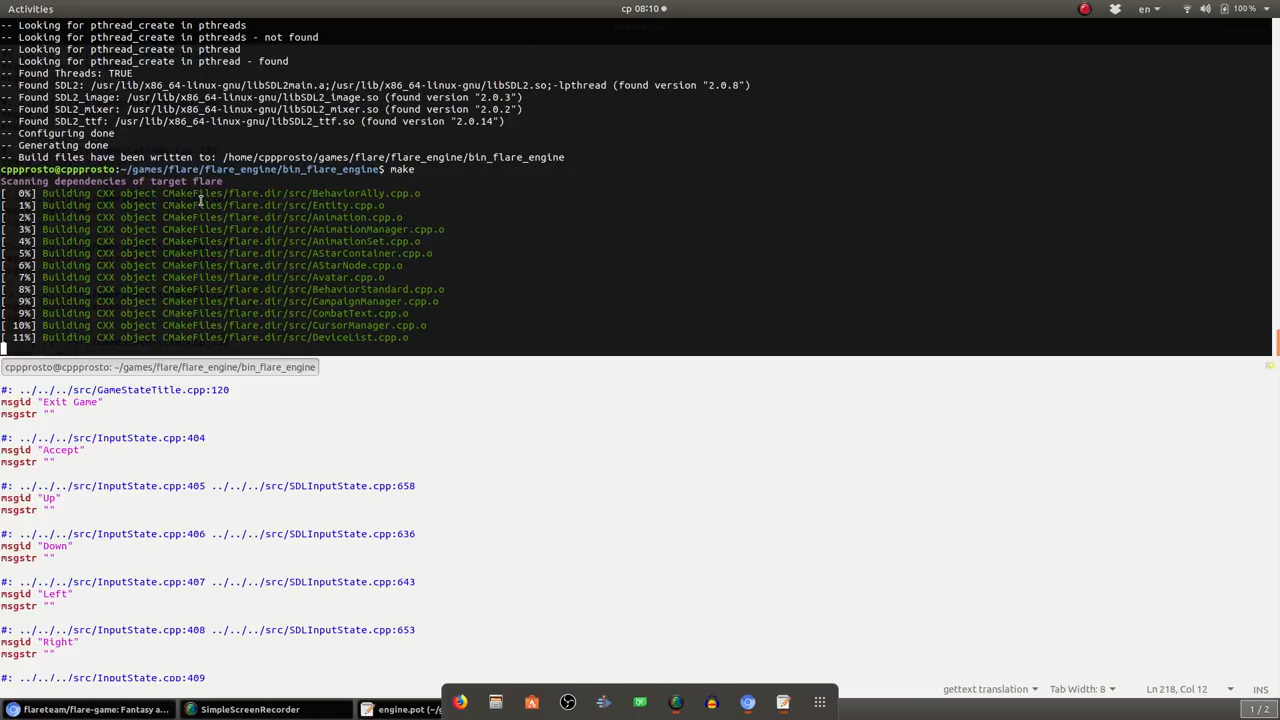 Activities
ср 08:10
en
100 %
-- Looking for pthread_create in pthreads
-- Looking for pthread_create in pthreads - not found
-- Looking for pthread_create in pthread
-- Looking for pthread_create in pthread - found
-- Found Threads: TRUE
-- Found SDL2: /usr/lib/x86_64-linux-gnu/libSDL2main.a;/usr/lib/x86_64-linux-gnu/libSDL2.so;-lpthread (found version "2.0.8")
-- Found SDL2_image: /usr/lib/x86_64-linux-gnu/libSDL2_image.so (found version "2.0.3")
-- Found SDL2_mixer: /usr/lib/x86_64-linux-gnu/libSDL2_mixer.so (found version "2.0.2")
-- Found SDL2_ttf: /usr/lib/x86_64-linux-gnu/libSDL2_ttf.so (found version "2.0.14")
-- Configuring done
-- Generating done
-- Build files have been written to: /home/cppprosto/games/flare/flare_engine/bin_flare_engine
cppprosto@cppprosto:~/games/flare/flare_engine/bin_flare_engine$ make
Scanning dependencies of target flare
[  0%] Building CXX object CMakeFiles/flare.dir/src/BehaviorAlly.cpp.o
[  1%] Building CXX object CMakeFiles/flare.dir/src/Entity.cpp.o
[  2%] Building CXX object CMakeFiles/flare.dir/src/Animation.cpp.o
[  3%] Building CXX object CMakeFiles/flare.dir/src/AnimationManager.cpp.o
[  4%] Building CXX object CMakeFiles/flare.dir/src/AnimationSet.cpp.o
[  5%] Building CXX object CMakeFiles/flare.dir/src/AStarContainer.cpp.o
[  6%] Building CXX object CMakeFiles/flare.dir/src/AStarNode.cpp.o
[  7%] Building CXX object CMakeFiles/flare.dir/src/Avatar.cpp.o
[  8%] Building CXX object CMakeFiles/flare.dir/src/BehaviorStandard.cpp.o
[  9%] Building CXX object CMakeFiles/flare.dir/src/CampaignManager.cpp.o
[  9%] Building CXX object CMakeFiles/flare.dir/src/CombatText.cpp.o
[ 10%] Building CXX object CMakeFiles/flare.dir/src/CursorManager.cpp.o
[ 11%] Building CXX object CMakeFiles/flare.dir/src/DeviceList.cpp.o
cppprosto@cppprosto: ~/games/flare/flare_engine/bin_flare_engine
#: ../../../src/GameStateTitle.cpp:120
msgid "Exit Game"
msgstr ""
#: ../../../src/InputState.cpp:404
msgid "Accept"
msgstr ""
#: ../../../src/InputState.cpp:405 ../../../src/SDLInputState.cpp:658
msgid "Up"
msgstr ""
#: ../../../src/InputState.cpp:406 ../../../src/SDLInputState.cpp:636
msgid "Down"
msgstr ""
#: ../../../src/InputState.cpp:407 ../../../src/SDLInputState.cpp:643
msgid "Left"
msgstr ""
#: ../../../src/InputState.cpp:408 ../../../src/SDLInputState.cpp:653
msgid "Right"
msgstr ""
#: ../../../src/InputState.cpp:409
gettext translation
Tab Width: 8
Ln 218, Col 12
INS
flareteam/flare-game: Fantasy a...
SimpleScreenRecorder
engine.pot (~/g
1 / 2